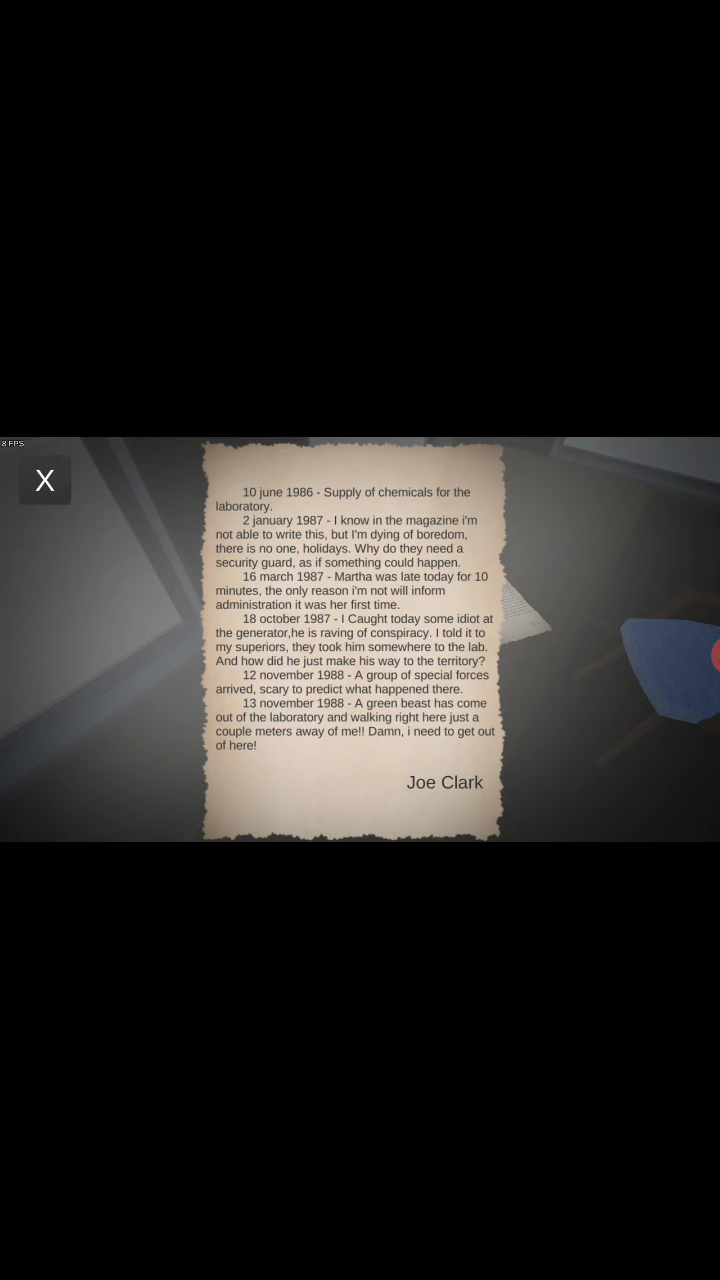 8 FPS
X
10 june 1986 - Supply of chemicals for the
laboratory.
2 january 1987 - I know in the magazine i'm
not able to write this, but I'm dying of boredom,
there is no one, holidays. Why do they need a
security guard, as if something could happen.
16 march 1987 - Martha was late today for 10
minutes, the only reason i'm not will inform
administration it was her first time.
18 october 1987 - I Caught today some idiot at
the generator,he is raving of conspiracy. I told it to
my superiors, they took him somewhere to the lab.
And how did he just make his way to the territory?
12 november 1988 - A group of special forces
arrived, scary to predict what happened there.
13 november 1988 - A green beast has come
out of the laboratory and walking right here just a
couple meters away of me!! Damn, i need to get out
of here!
Joe Clark